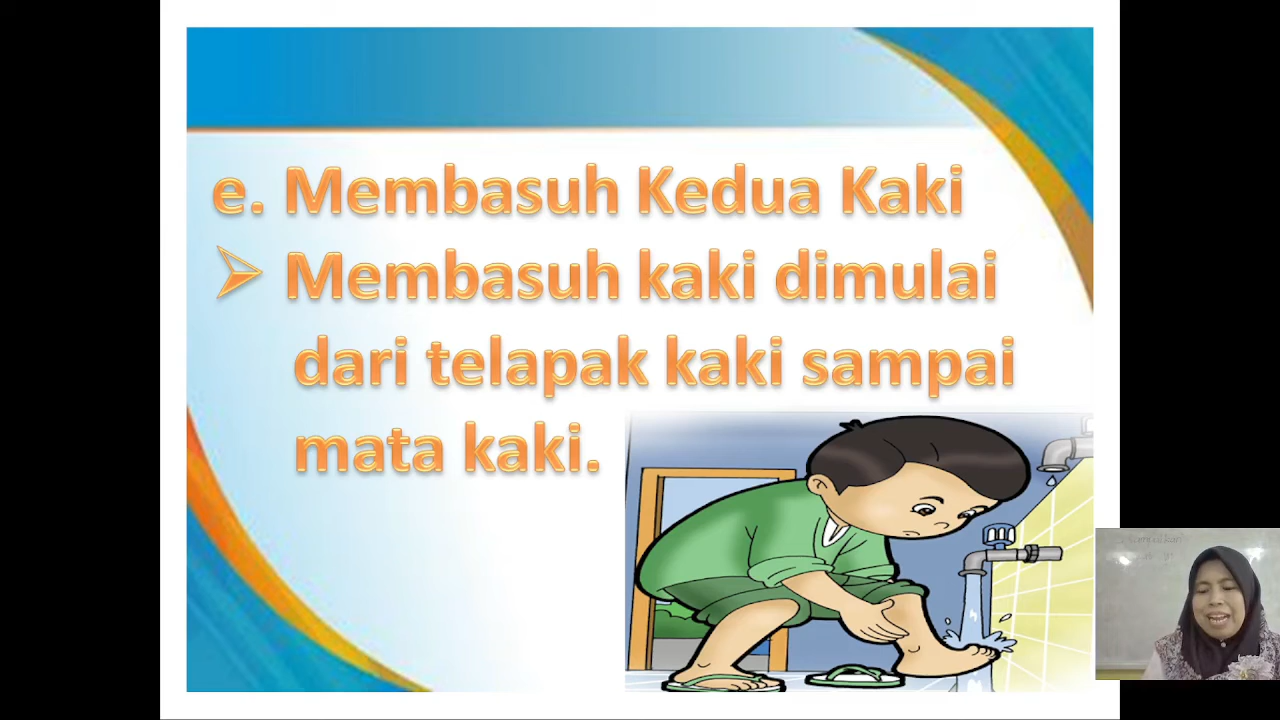 e. Membasuh Kedua Kaki
➢ Membasuh kaki dimulai
dari telapak kaki sampai
mata kaki.